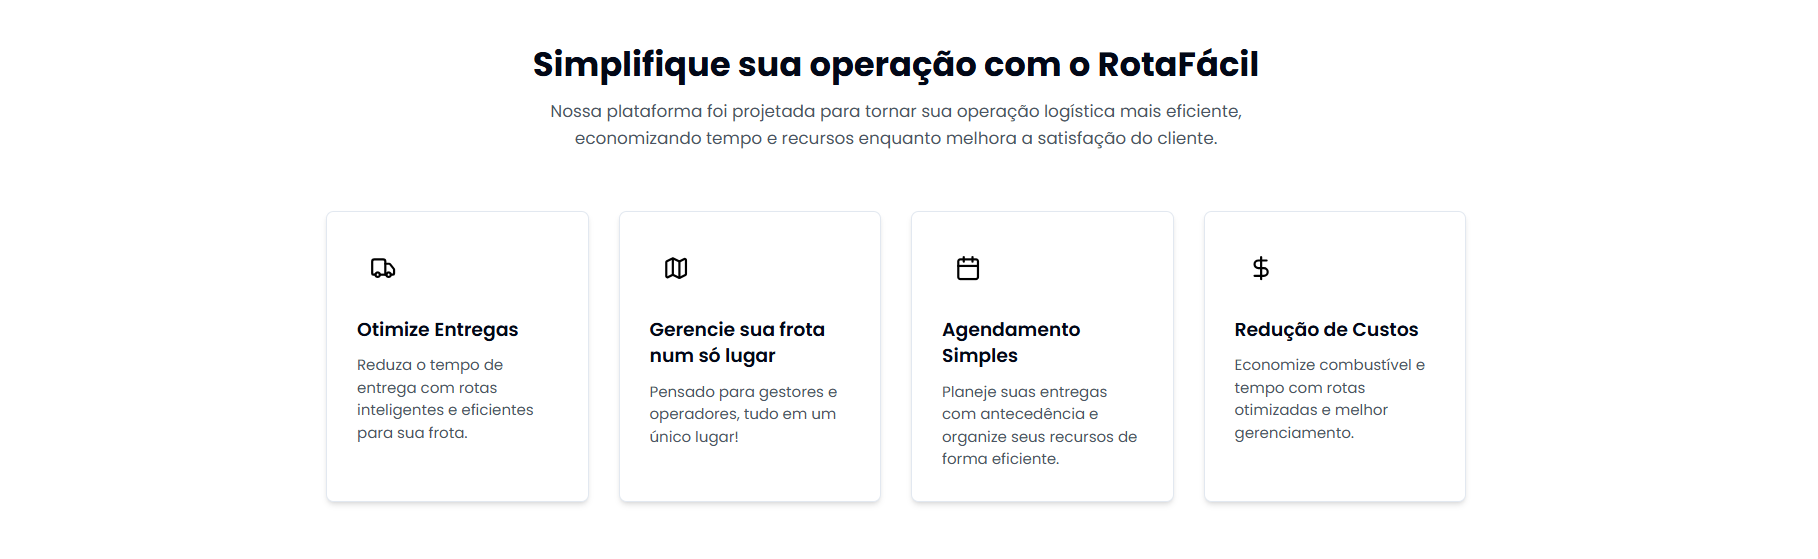 Simplifique sua operação com o RotaFácil
Nossa plataforma foi projetada para tornar sua operação logística mais eficiente,
economizando tempo e recursos enquanto melhora a satisfação do cliente.
Otimize Entregas
Reduza o tempo de
entrega com rotas
inteligentes e eficientes
para sua frota.
Gerencie sua frota
num só lugar
Pensado para gestores e
operadores, tudo em um
único lugar!
Agendamento
Simples
Planeje suas entregas
com antecedência e
organize seus recursos de
forma eficiente.
Redução de Custos
Economize combustível e
tempo com rotas
otimizadas e melhor
gerenciamento.